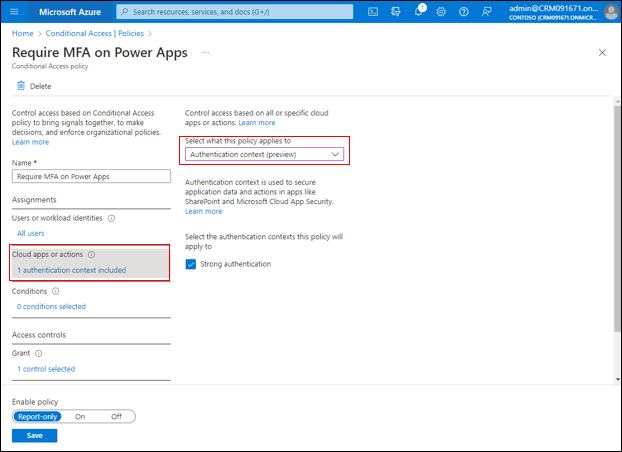 Microsoft Azure
Search resources, services, and docs (G+/)
1
admin@CRM091671.on...
CONTOSO (CRM091671.ONMICR...
Home > Conditional Access | Policies >
Require MFA on Power Apps ...
Conditional Access policy
Delete
Control access based on Conditional Access
policy to bring signals together, to make
decisions, and enforce organizational policies.
Learn more
Name *
Require MFA on Power Apps
Assignments
Users or workload identities
All users
Cloud apps or actions
1 authentication context included
Conditions
0 conditions selected
Access controls
Grant
1 control selected
Control access based on all or specific cloud
apps or actions. Learn more
Select what this policy applies to
Authentication context (preview)
Authentication context is used to secure
application data and actions in apps like
SharePoint and Microsoft Cloud App Security.
Learn more
Select the authentication contexts this policy will
apply to
Strong authentication
Enable policy
Report-only On Off
Save